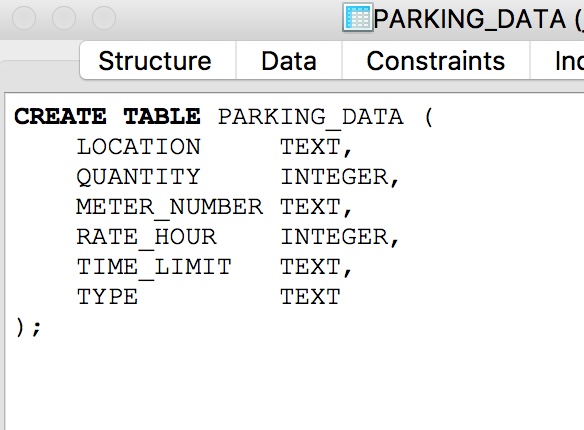 PARKING_DATA (
Structure Data Constraints
CREATE TABLE PARKING_DATA (
LOCATION TEXT,
QUANTITY INTEGER,
METER_NUMBER TEXT,
RATE_HOUR INTEGER,
TIME_LIMIT TEXT,
TYPE TEXT
);